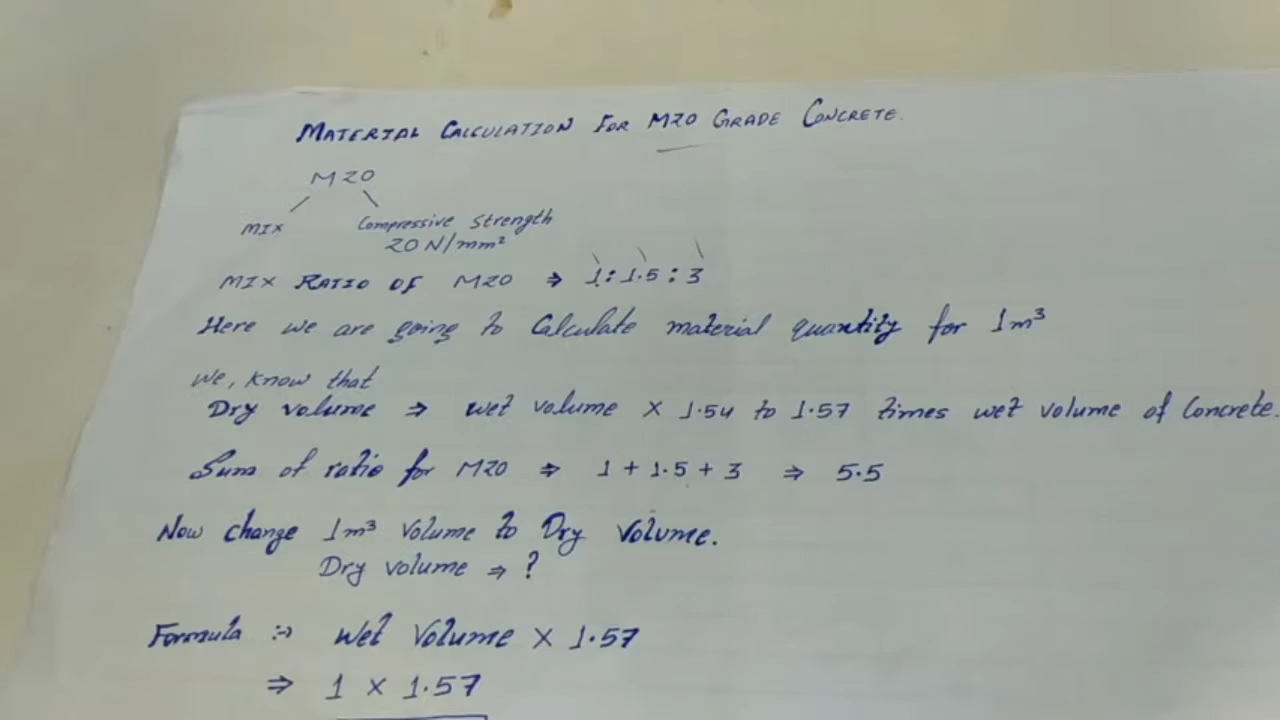 MATERIAL CALCULATION FOR M20 GRADE CONCRETE.
M20
MIX
Compressive Strength
20 N/mm²
MIX RATIO OF M20 ⇒ 1:1.5:3
Here we are going to Calculate material quantity for 1m³
We, know that
Dry volume ⇒ wet volume × 1.54 to 1.57 times wet volume of Concrete.
Sum of ratio for M20 ⇒ 1 + 1.5 + 3 ⇒ 5.5
Now change 1m³ Volume to Dry Volume.
Dry volume ⇒ ?
Formula :-> Wet Volume × 1.57
⇒ 1 × 1.57